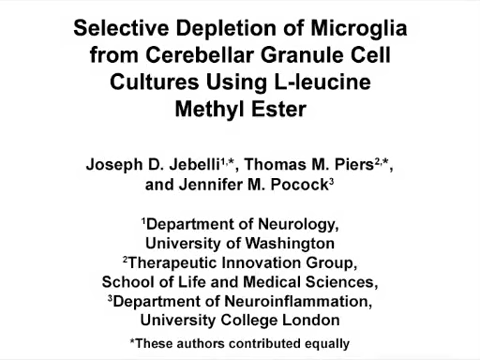 Selective Depletion of Microglia
from Cerebellar Granule Cell
Cultures Using L-leucine
Methyl Ester
Joseph D. Jebelli¹,*, Thomas M. Piers²,*,
and Jennifer M. Pocock³
¹Department of Neurology,
University of Washington
²Therapeutic Innovation Group,
School of Life and Medical Sciences,
³Department of Neuroinflammation,
University College London
*These authors contributed equally